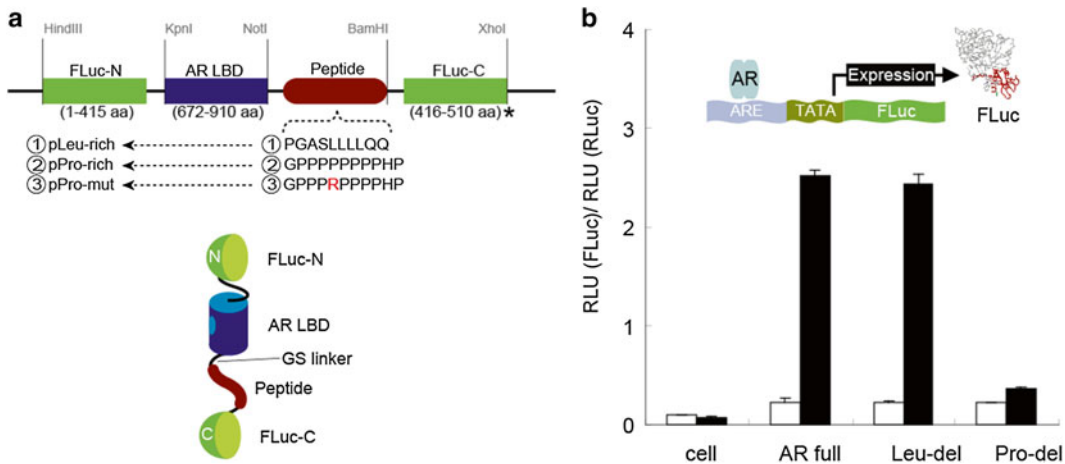 a
HindIII KpnI NotI BamHI XhoI
FLuc-N AR LBD Peptide FLuc-C
(1-415 aa) (672-910 aa) (416-510 aa) *
① pLeu-rich ① PGASLLLLQQ
② pPro-rich ② GPPPPPPPPHP
③ pPro-mut ③ GPPPRPPPPHP
N FLuc-N
AR LBD
GS linker
Peptide
C FLuc-C
b
RLU (FLuc)/ RLU (RLuc)
4
3
2
1
0
AR Expression
ARE TATA FLuc FLuc
cell AR full Leu-del Pro-del